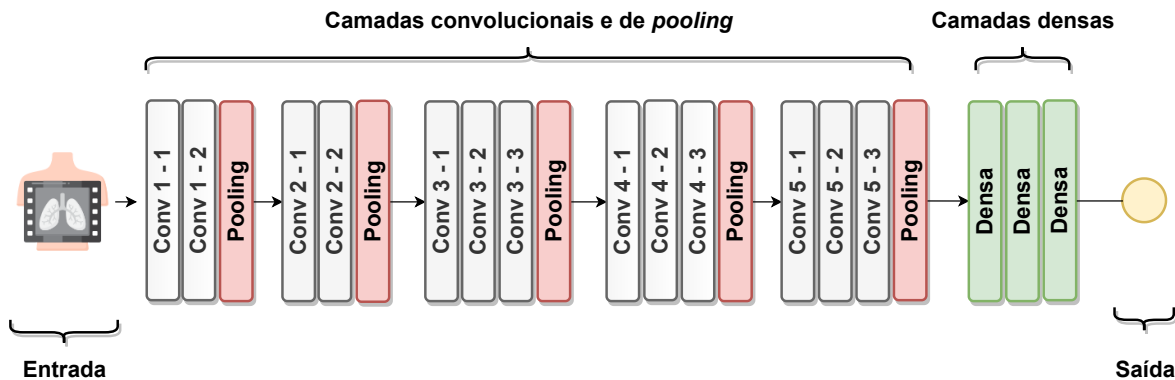 Camadas convolucionais e de pooling
Camadas densas
Conv 1 - 1
Conv 1 - 2
Pooling
Conv 2 - 1
Conv 2 - 2
Pooling
Conv 3 - 1
Conv 3 - 2
Conv 3 - 3
Pooling
Conv 4 - 1
Conv 4 - 2
Conv 4 - 3
Pooling
Conv 5 - 1
Conv 5 - 2
Conv 5 - 3
Pooling
Densa
Densa
Densa
Entrada
Saída